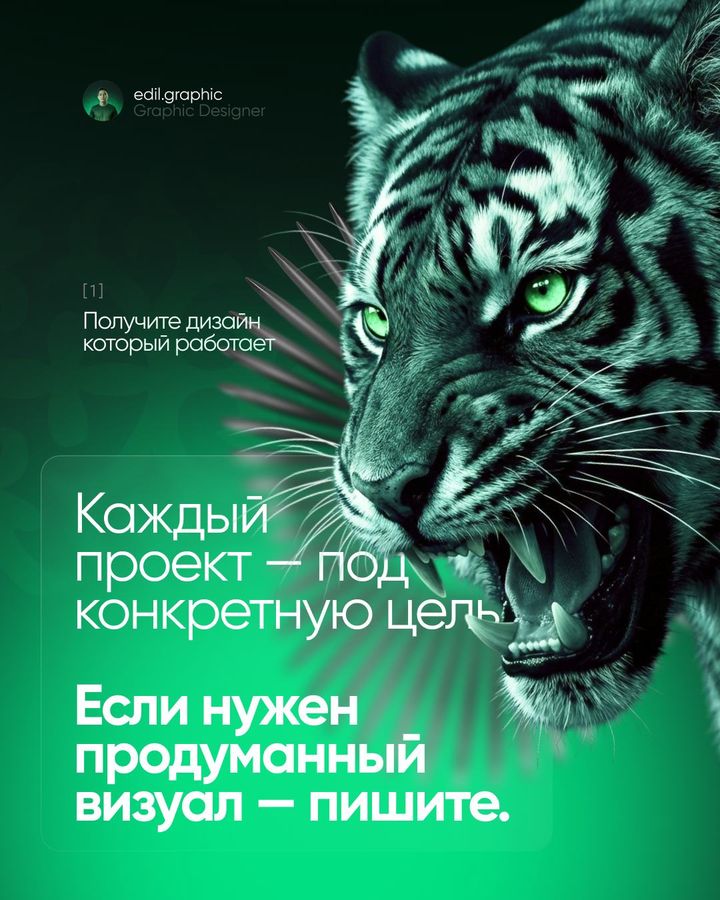 edil.graphic
Graphic Designer
[1]
Получите дизайн
который работает
Каждый
проект — под
конкретную цель
Если нужен
продуманный
визуал — пишите.